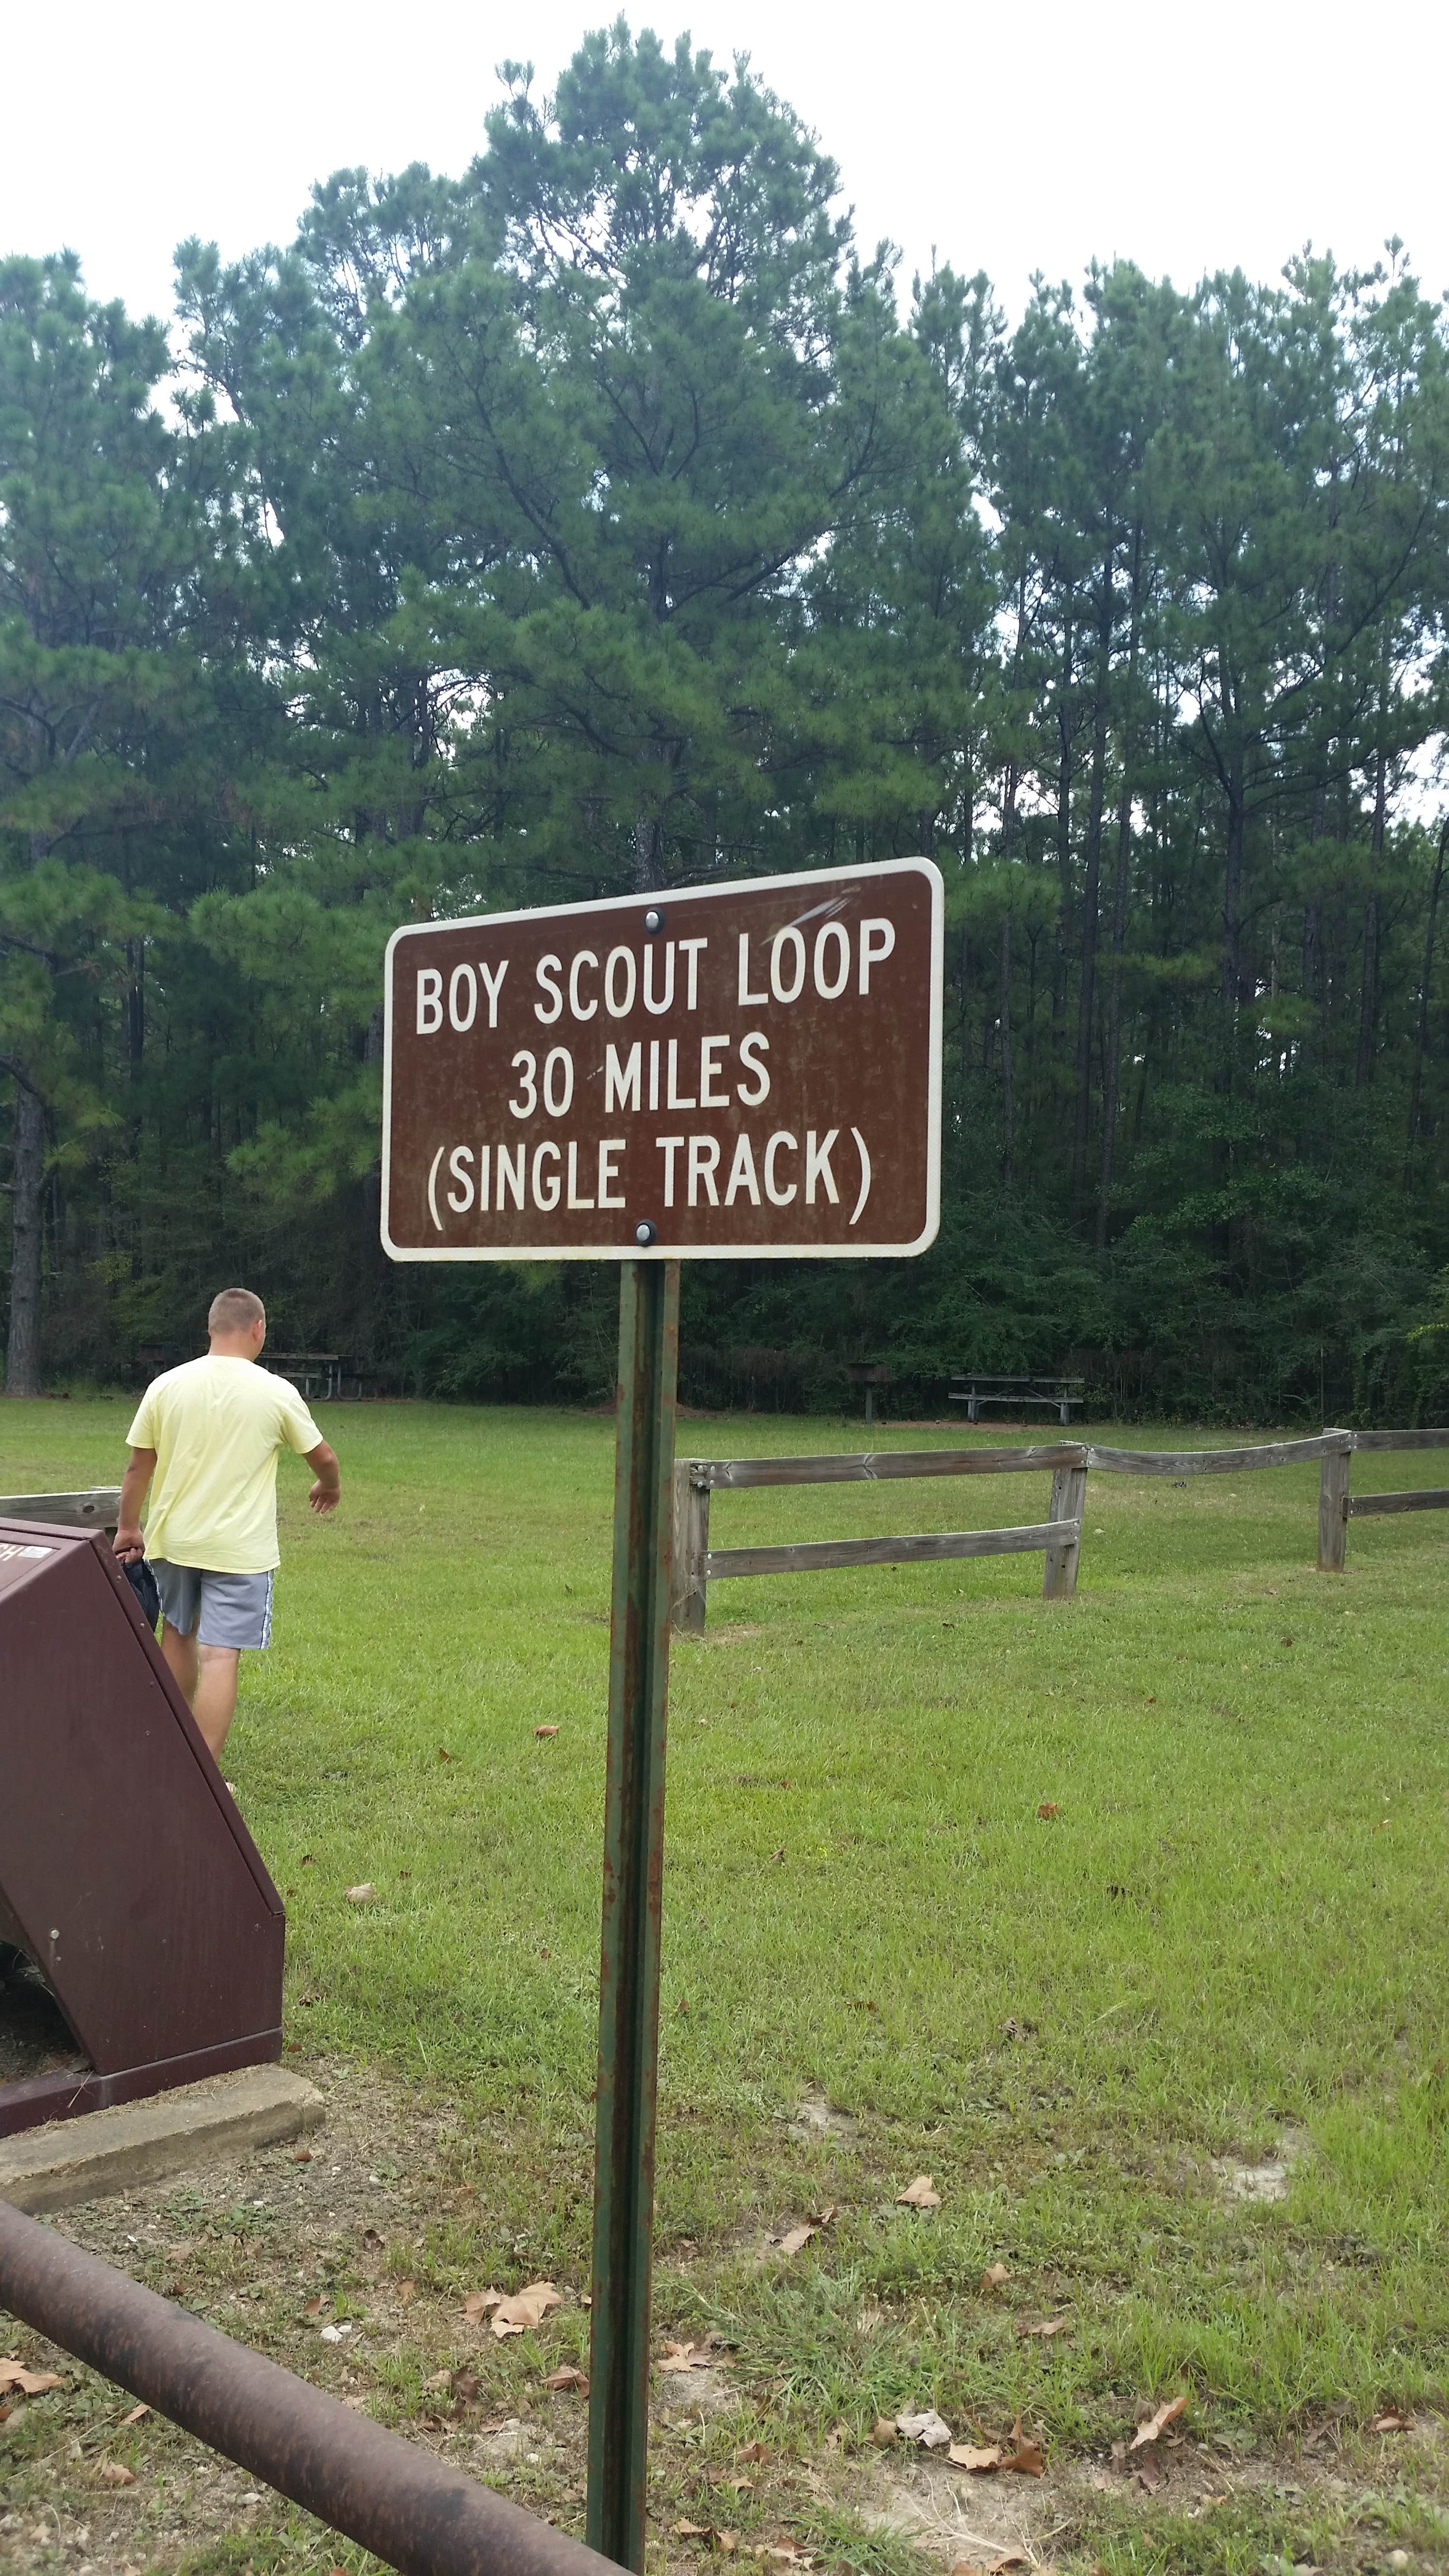 BOY SCOUT LOOP
30 MILES
(SINGLE TRACK)